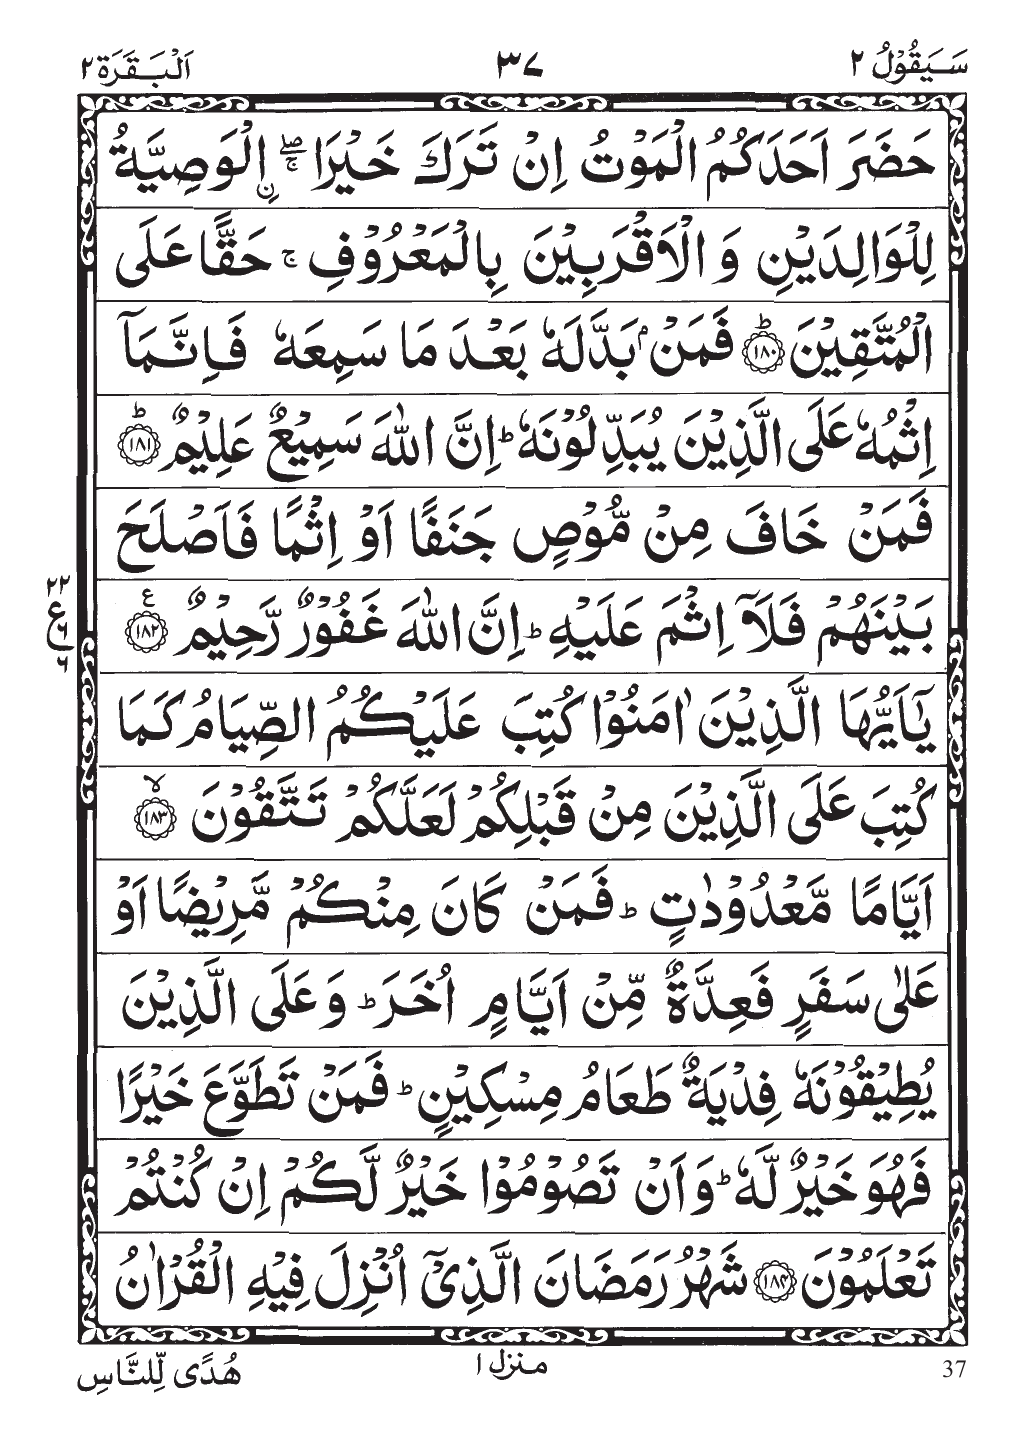 سَيَقُوْلُ ٢ ٣٧ اَلْبَقَرَة ٢
حَضَرَ اَحَدَكُمُ الْمَوْتُ اِنْ تَرَكَ خَيْرَا ۖۚ اِ۟لْوَصِيَّةُ
لِلْوَالِدَيْنِ وَ الْاَقْرَبِيْنَ بِالْمَعْرُوْفِ ۚ حَقًّا عَلَى
الْمُتَّقِيْنَ ؕ ﴿١٨٠﴾ فَمَنْۢ بَدَّلَهٗ بَعْدَ مَا سَمِعَهٗ فَاِنَّمَاۤ
اِثْمُهٗ عَلَى الَّذِيْنَ يُبَدِّلُوْنَهٗ ؕ اِنَّ اللّٰهَ سَمِيْعٌ عَلِيْمٌ ؕ ﴿١٨١﴾
فَمَنْ خَافَ مِنْ مُّوْصٍ جَنَفًا اَوْ اِثْمًا فَاَصْلَحَ
بَيْنَهُمْ فَلَاۤ اِثْمَ عَلَيْهِ ؕ اِنَّ اللّٰهَ غَفُوْرٌ رَّحِيْمٌ ﴿١٨٢﴾ ع
٢٢
ع
٦
٦
يٰۤاَيُّهَا الَّذِيْنَ اٰمَنُوْا كُتِبَ عَلَيْكُمُ الصِّيَامُ كَمَا
كُتِبَ عَلَى الَّذِيْنَ مِنْ قَبْلِكُمْ لَعَلَّكُمْ تَتَّقُوْنَ ۙ ﴿١٨٣﴾
اَيَّامًا مَّعْدُوْدٰتٍ ؕ فَمَنْ كَانَ مِنْكُمْ مَّرِيْضًا اَوْ
عَلٰى سَفَرٍ فَعِدَّةٌ مِّنْ اَيَّامٍ اُخَرَ ؕ وَ عَلَى الَّذِيْنَ
يُطِيْقُوْنَهٗ فِدْيَةٌ طَعَامُ مِسْكِيْنٍ ؕ فَمَنْ تَطَوَّعَ خَيْرًا
فَهُوَ خَيْرٌ لَّهٗ ؕ وَ اَنْ تَصُوْمُوْا خَيْرٌ لَّكُمْ اِنْ كُنْتُمْ
تَعْلَمُوْنَ ﴿١٨٤﴾ شَهْرُ رَمَضَانَ الَّذِيْۤ اُنْزِلَ فِيْهِ الْقُرْاٰنُ
37 منزل ١ هُدًى لِّلنَّاسِ